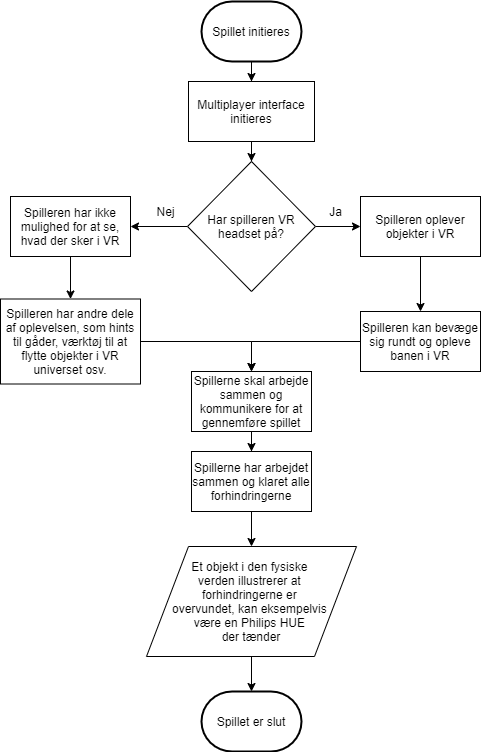 Spillet initieres
Multiplayer interface
initieres
Har spilleren VR
headset på?
Nej
Ja
Spilleren har ikke
mulighed for at se,
hvad der sker i VR
Spilleren oplever
objekter i VR
Spilleren har andre dele
af oplevelsen, som hints
til gåder, værktøj til at
flytte objekter i VR
universet osv.
Spilleren kan bevæge
sig rundt og opleve
banen i VR
Spillerne skal arbejde
sammen og
kommunikere for at
gennemføre spillet
Spillerne har arbejdet
sammen og klaret alle
forhindringerne
Et objekt i den fysiske
verden illustrerer at
forhindringerne er
overvundet, kan eksempelvis
være en Philips HUE
der tænder
Spillet er slut